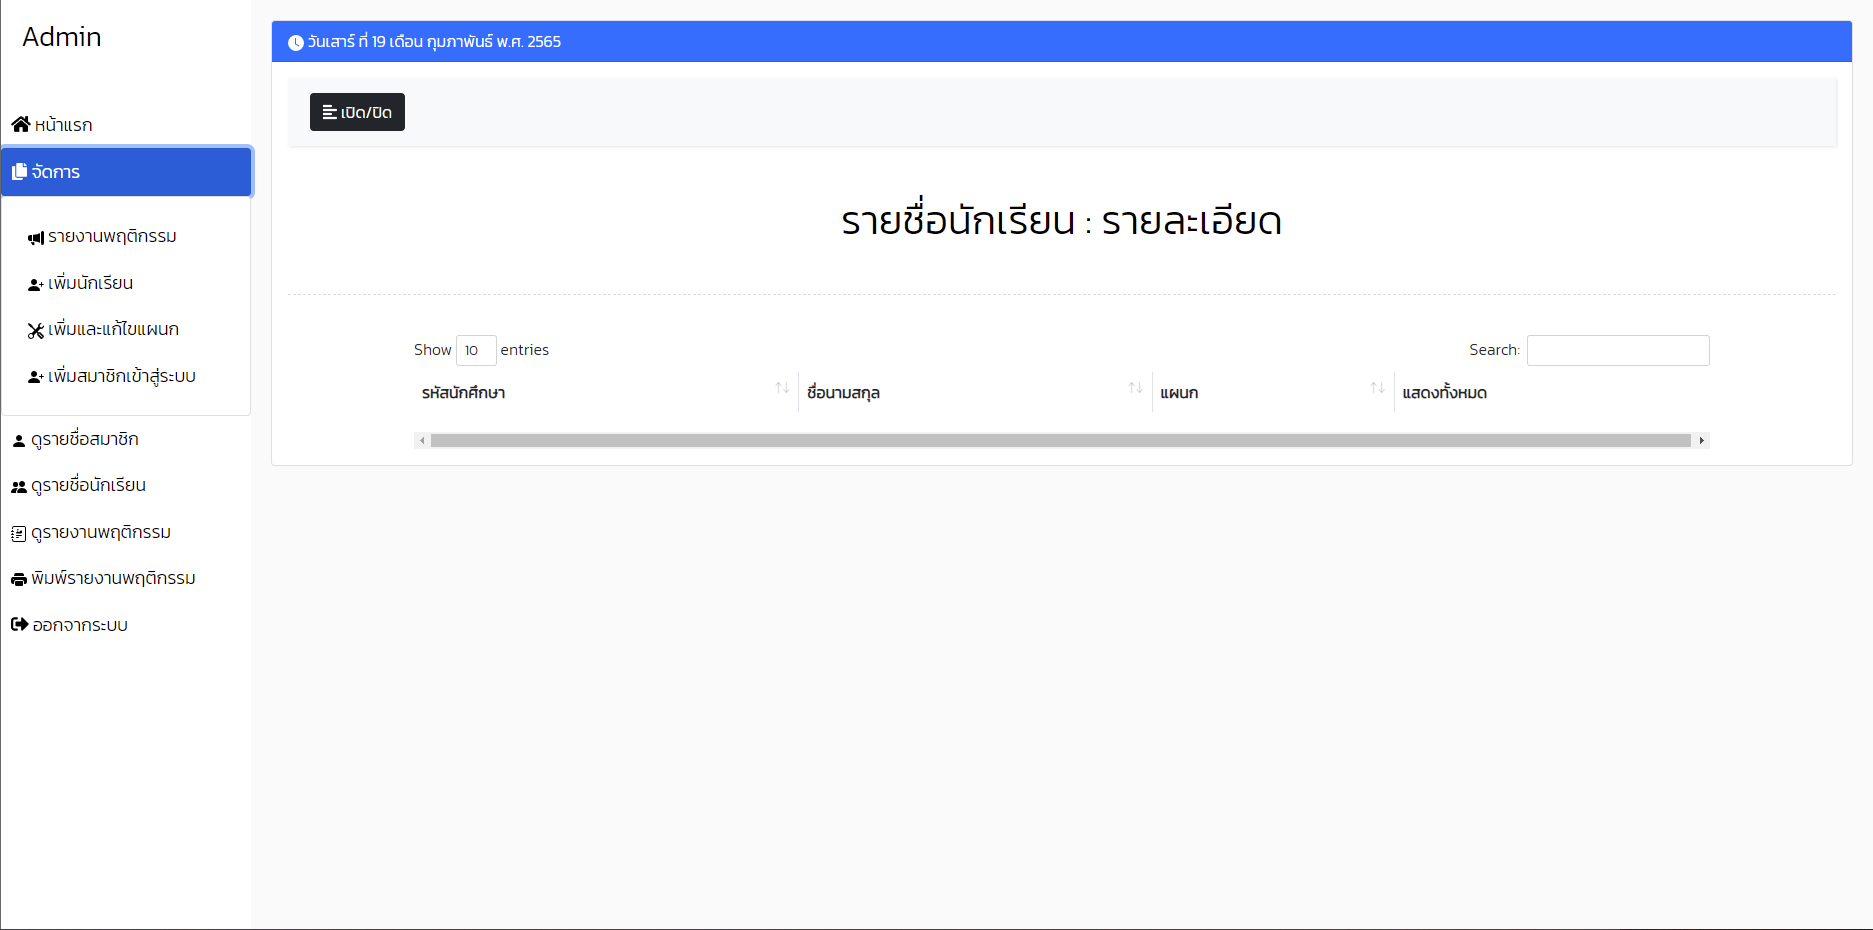 Admin
หน้าแรก
จัดการ
รายงานพฤติกรรม
เพิ่มนักเรียน
เพิ่มและแก้ไขแผนก
เพิ่มสมาชิกเข้าสู่ระบบ
ดูรายชื่อสมาชิก
ดูรายชื่อนักเรียน
ดูรายงานพฤติกรรม
พิมพ์รายงานพฤติกรรม
ออกจากระบบ
วันเสาร์ ที่ 19 เดือน กุมภาพันธ์ พ.ศ. 2565
เปิด/ปิด
รายชื่อนักเรียน : รายละเอียด
Show 10 entries Search:
รหัสนักศึกษา ชื่อนามสกุล แผนก แสดงทั้งหมด